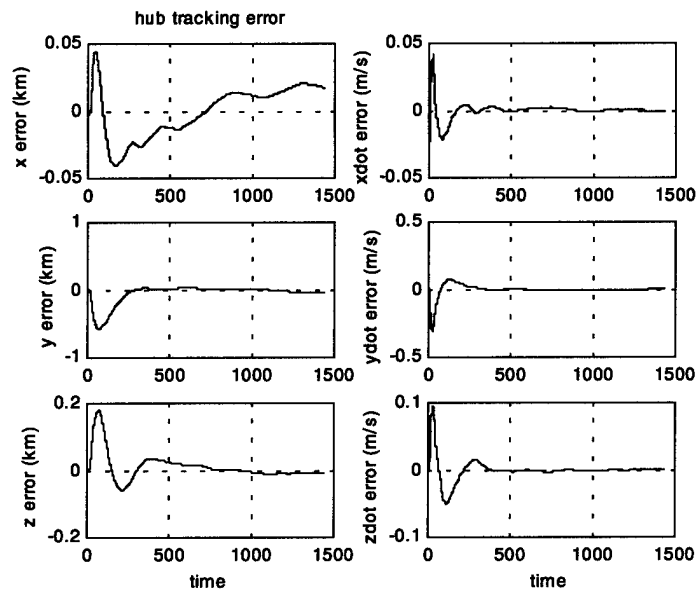 hub tracking error
0.05
0
-0.05
x error (km)
0 500 1000 1500
0.05
0
-0.05
xdot error (m/s)
0 500 1000 1500
1
0
-1
y error (km)
0 500 1000 1500
0.5
0
-0.5
ydot error (m/s)
0 500 1000 1500
0.2
0
-0.2
z error (km)
0 500 1000 1500
time
0.1
0
-0.1
zdot error (m/s)
0 500 1000 1500
time